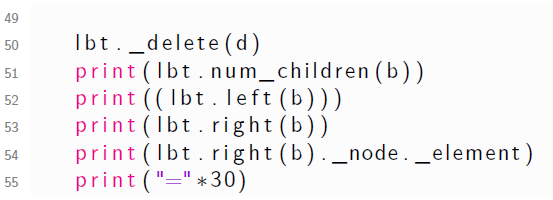 49
50 lbt._delete(d)
51 print(lbt.num_children(b))
52 print((lbt.left(b)))
53 print(lbt.right(b))
54 print(lbt.right(b)._node._element)
55 print("="*30)